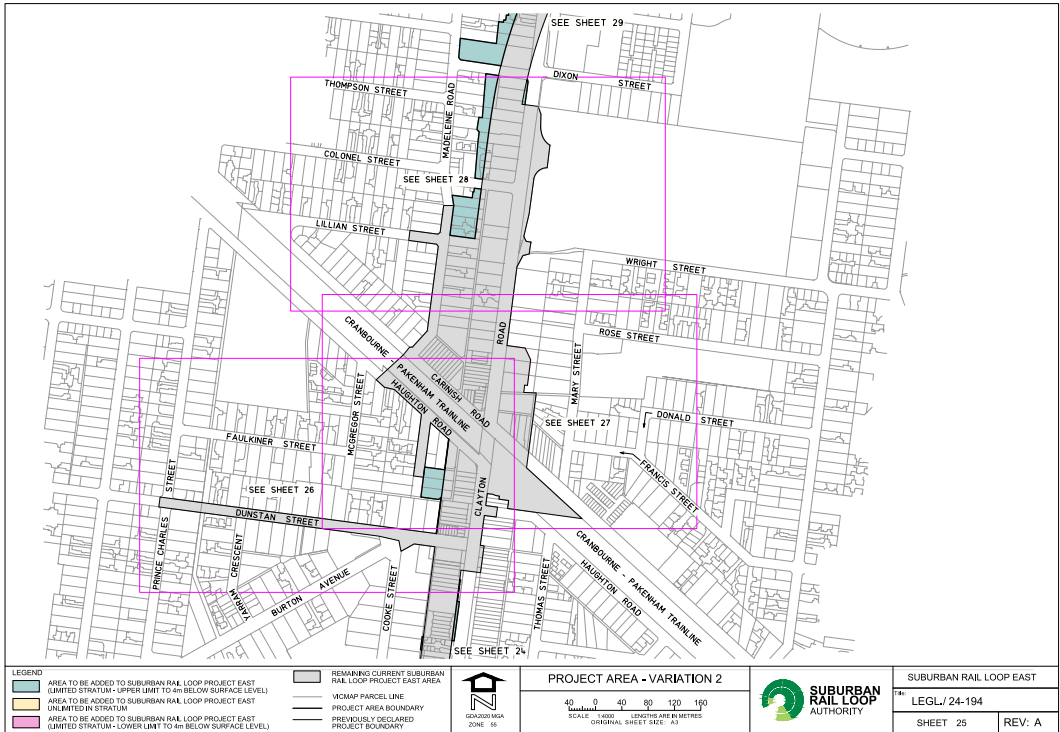 SEE SHEET 29
DIXON STREET
THOMPSON STREET
MADELEINE ROAD
COLONEL STREET
SEE SHEET 28
LILLIAN STREET
WRIGHT STREET
CRANBOURNE - PAKENHAM TRAINLINE
ROAD
ROSE STREET
CARINISH ROAD
HAUGHTON ROAD
MARY STREET
MCGREGOR STREET
DONALD STREET
SEE SHEET 27
FAULKINER STREET
FRANCIS STREET
SEE SHEET 26
CLAYTON
DUNSTAN STREET
PRINCE CHARLES STREET
YARRAM CRESCENT
BURTON AVENUE
COOKE STREET
THOMAS STREET
CRANBOURNE - PAKENHAM TRAINLINE
HAUGHTON ROAD
SEE SHEET 24
LEGEND
AREA TO BE ADDED TO SUBURBAN RAIL LOOP PROJECT EAST
(LIMITED STRATUM - UPPER LIMIT TO 4m BELOW SURFACE LEVEL)
AREA TO BE ADDED TO SUBURBAN RAIL LOOP PROJECT EAST
UNLIMITED IN STRATUM
AREA TO BE ADDED TO SUBURBAN RAIL LOOP PROJECT EAST
(LIMITED STRATUM - LOWER LIMIT TO 4m BELOW SURFACE LEVEL)
REMAINING CURRENT SUBURBAN
RAIL LOOP PROJECT EAST AREA
VICMAP PARCEL LINE
PROJECT AREA BOUNDARY
PREVIOUSLY DECLARED
PROJECT BOUNDARY
GDA2020 MGA
ZONE 55
PROJECT AREA - VARIATION 2
40 0 40 80 120 160
SCALE 1:4000 LENGTHS ARE IN METRES
ORIGINAL SHEET SIZE: A3
SUBURBAN
RAIL LOOP
AUTHORITY
SUBURBAN RAIL LOOP EAST
Title:
LEGL./ 24-194
SHEET 25
REV: A